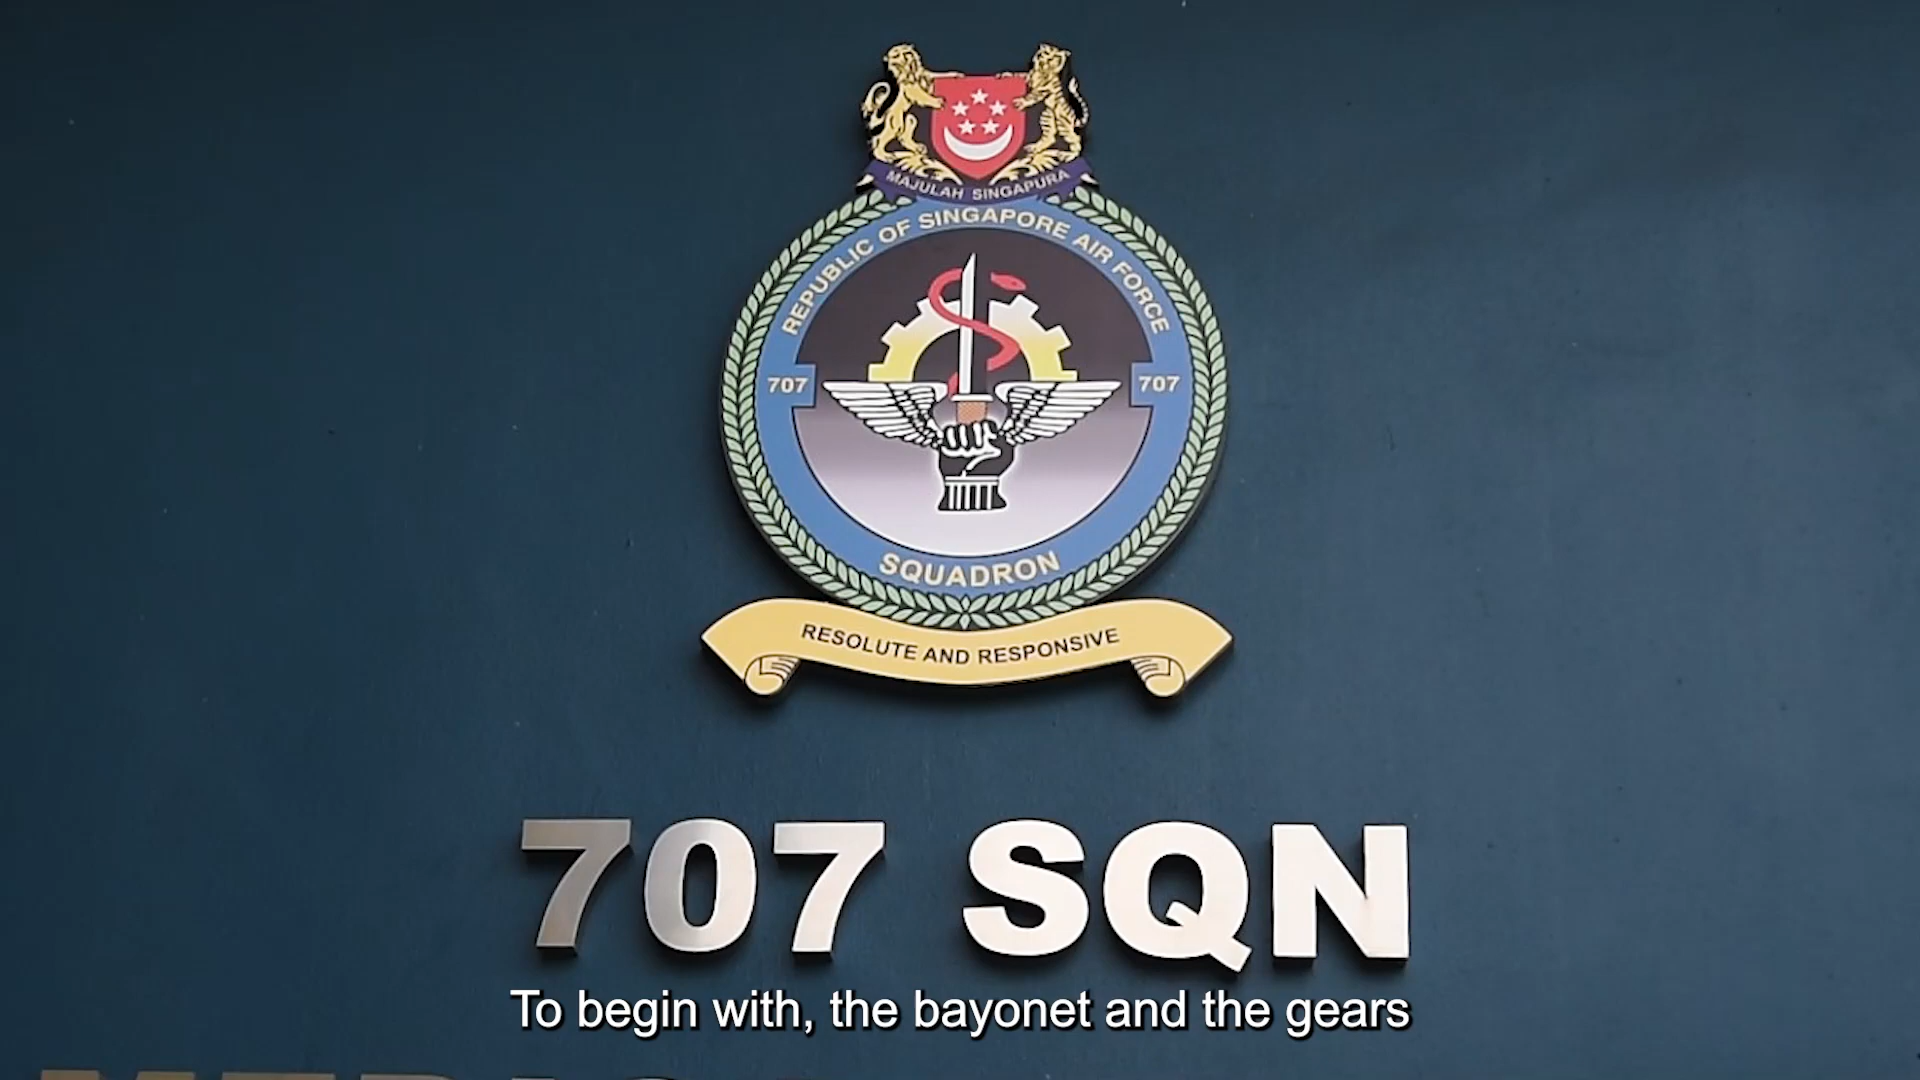 MAJULAH SINGAPURA
REPUBLIC OF SINGAPORE AIR FORCE
707
707
SQUADRON
RESOLUTE AND RESPONSIVE
707 SQN
To begin with, the bayonet and the gears